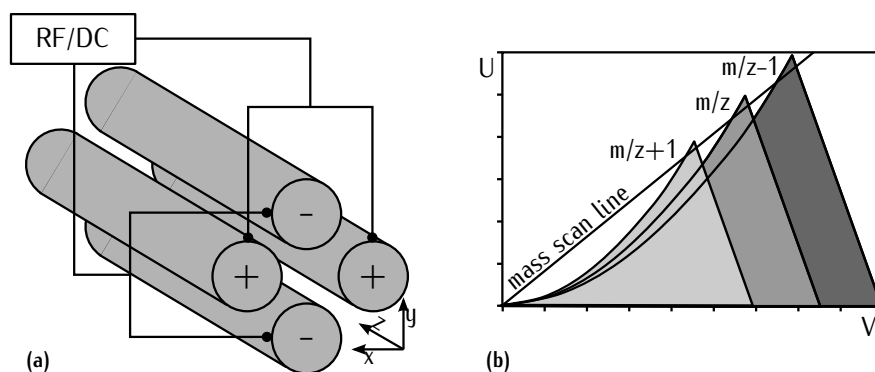 RF/DC
-
+
+
-
y
z
x
(a)
U
m/z-1
m/z
m/z+1
mass scan line
V
(b)